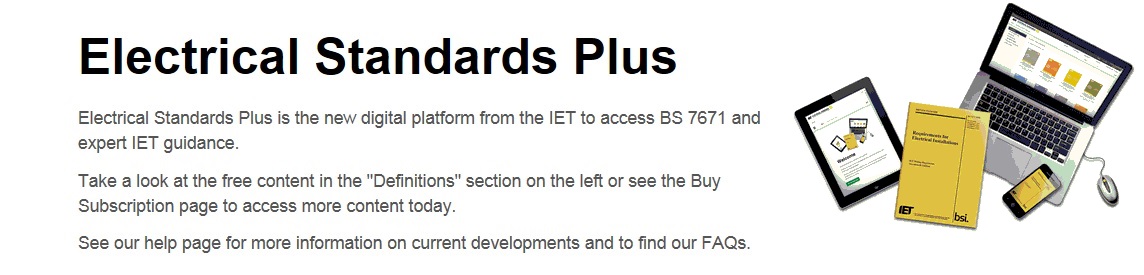 Electrical Standards Plus
Electrical Standards Plus is the new digital platform from the IET to access BS 7671 and
expert IET guidance.
Take a look at the free content in the "Definitions" section on the left or see the Buy
Subscription page to access more content today.
See our help page for more information on current developments and to find our FAQs.
Welcome
Requirements for
Electrical Installations
IET
bsi.